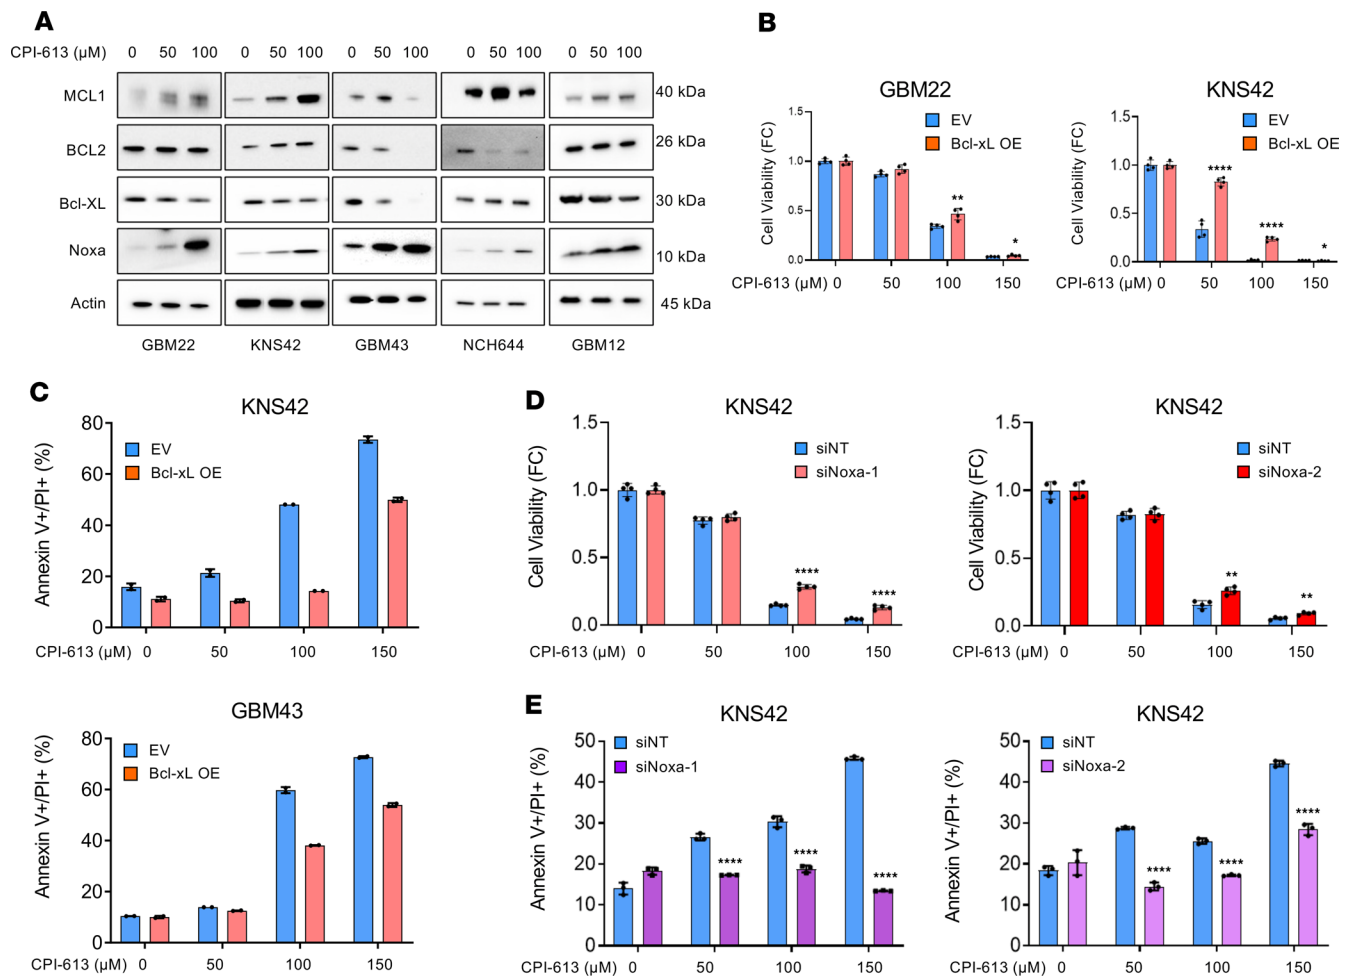 A
CPI-613 (μM) 0 50 100 0 50 100 0 50 100 0 50 100 0 50 100
MCL1 40 kDa
BCL2 26 kDa
Bcl-XL 30 kDa
Noxa 10 kDa
Actin 45 kDa
GBM22 KNS42 GBM43 NCH644 GBM12
B
GBM22
EV
Bcl-xL OE
Cell Viability (FC)
1.5
1.0
0.5
0.0
**
*
CPI-613 (μM) 0 50 100 150
KNS42
EV
Bcl-xL OE
Cell Viability (FC)
1.5
1.0
0.5
0.0
****
****
*
CPI-613 (μM) 0 50 100 150
C
KNS42
EV
Bcl-xL OE
Annexin V+/PI+ (%)
80
60
40
20
0
CPI-613 (μM) 0 50 100 150
GBM43
EV
Bcl-xL OE
Annexin V+/PI+ (%)
80
60
40
20
0
CPI-613 (μM) 0 50 100 150
D
KNS42
siNT
siNoxa-1
Cell Viability (FC)
1.5
1.0
0.5
0.0
****
****
CPI-613 (μM) 0 50 100 150
KNS42
siNT
siNoxa-2
Cell Viability (FC)
1.5
1.0
0.5
0.0
**
**
CPI-613 (μM) 0 50 100 150
E
KNS42
siNT
siNoxa-1
Annexin V+/PI+ (%)
50
40
30
20
10
0
****
****
****
CPI-613 (μM) 0 50 100 150
KNS42
siNT
siNoxa-2
Annexin V+/PI+ (%)
50
40
30
20
10
0
****
****
****
CPI-613 (μM) 0 50 100 150